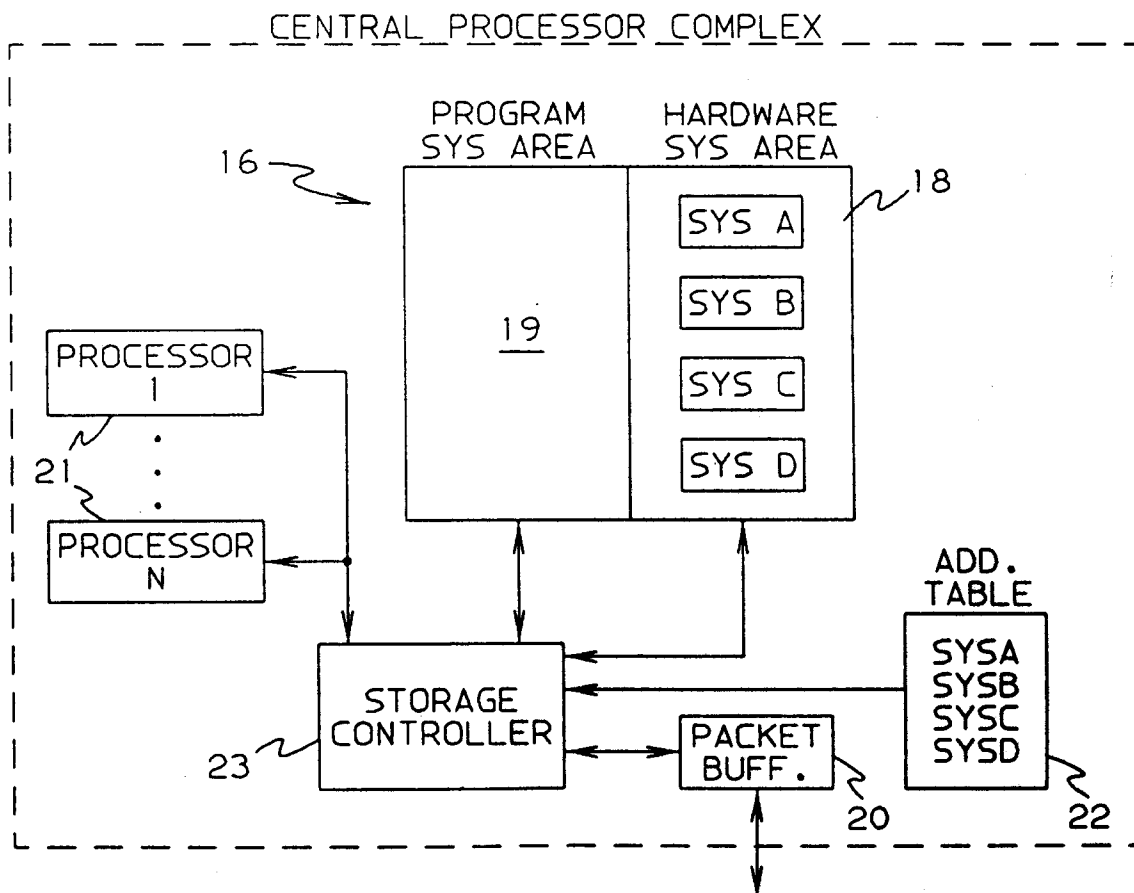 CENTRAL PROCESSOR COMPLEX
PROGRAM
SYS AREA
HARDWARE
SYS AREA
16
18
SYS A
SYS B
19
SYS C
SYS D
PROCESSOR
1
21
PROCESSOR
N
ADD.
TABLE
SYSA
SYSB
SYSC
SYSD
STORAGE
CONTROLLER
23
PACKET
BUFF.
20
22